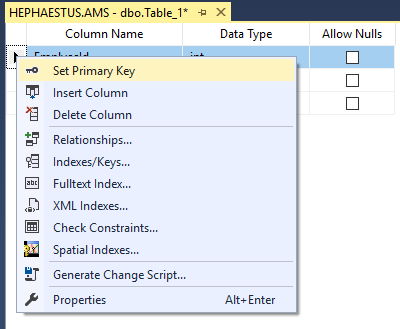 HEPHAESTUS.AMS - dbo.Table_1*
Column Name Data Type Allow Nulls
int
Set Primary Key
Insert Column
Delete Column
Relationships...
Indexes/Keys...
Fulltext Index...
XML Indexes...
Check Constraints...
Spatial Indexes...
Generate Change Script...
Properties Alt+Enter